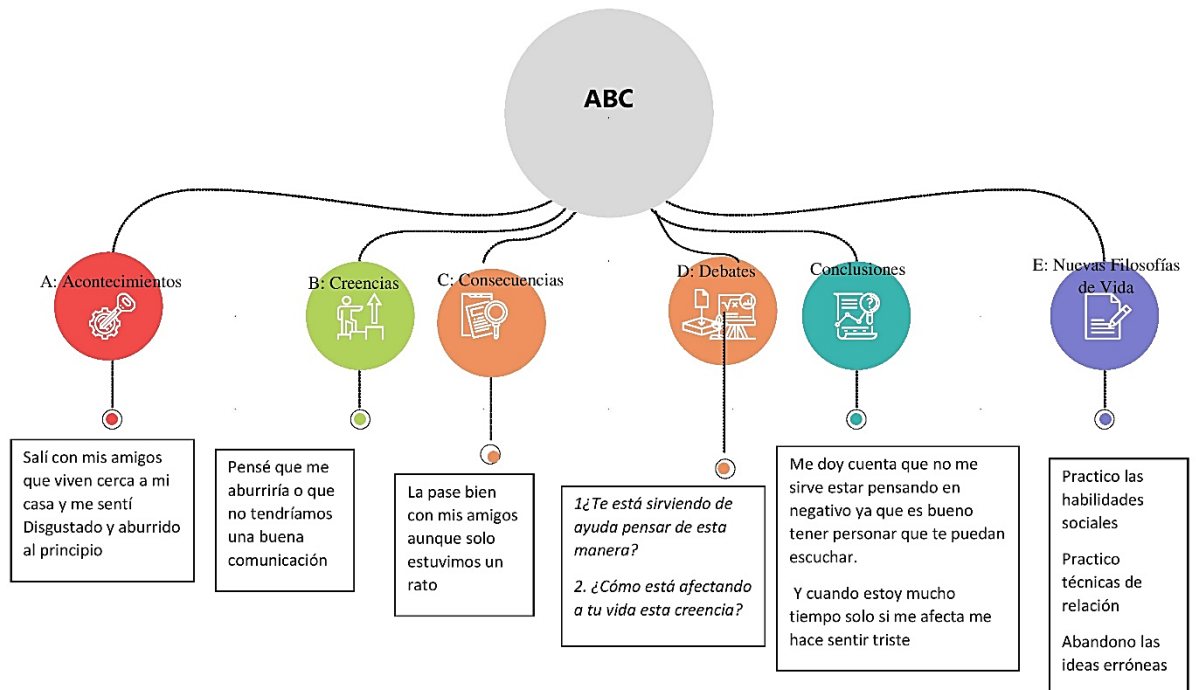 ABC
A: Acontecimientos
B: Creencias
C: Consecuencias
D: Debates
Conclusiones
E: Nuevas Filosofías
de Vida
Salí con mis amigos
que viven cerca a mi
casa y me sentí
Disgustado y aburrido
al principio
Pensé que me
aburriría o que
no tendríamos
una buena
comunicación
La pase bien
con mis amigos
aunque solo
estuvimos un
rato
1¿Te está sirviendo de
ayuda pensar de esta
manera?
2. ¿Cómo está afectando
a tu vida esta creencia?
Me doy cuenta que no me
sirve estar pensando en
negativo ya que es bueno
tener personar que te puedan
escuchar.
Y cuando estoy mucho
tiempo solo si me afecta me
hace sentir triste
Practico las
habilidades
sociales
Practico
técnicas de
relación
Abandono las
ideas erróneas